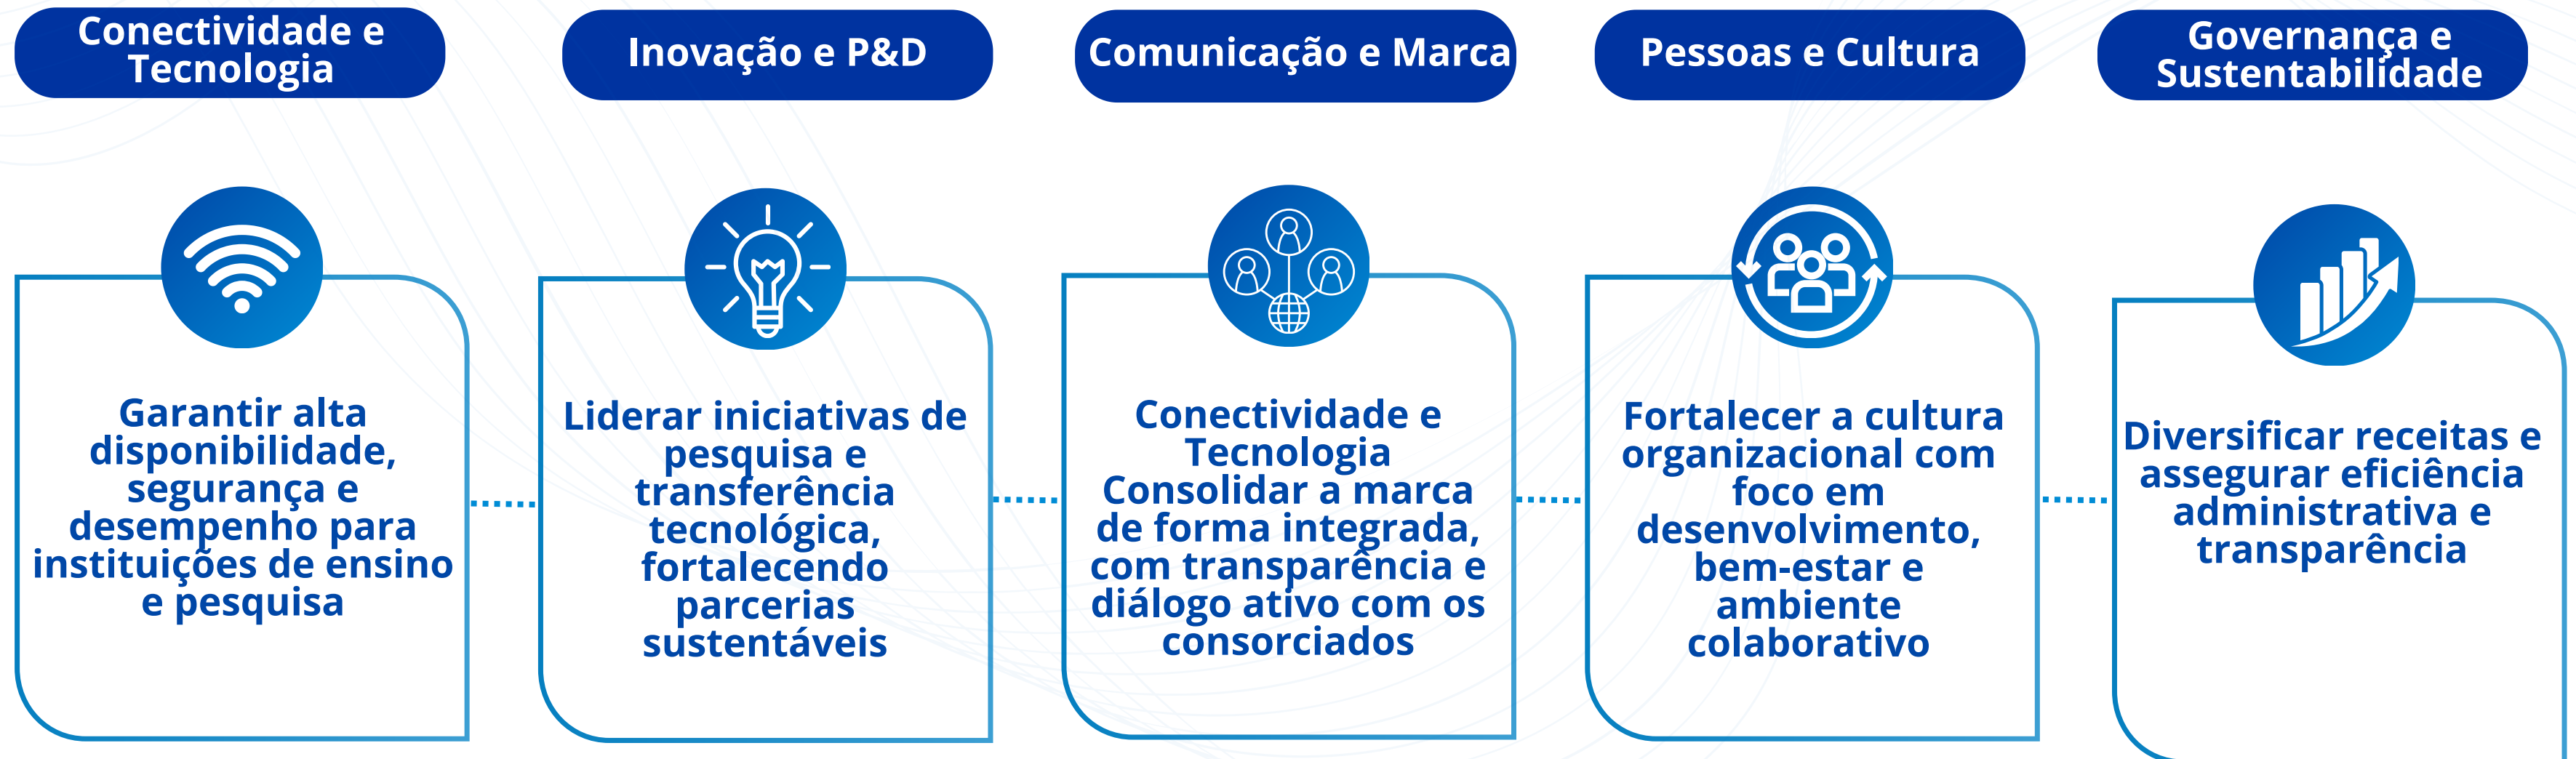 Conectividade e
Tecnologia
Inovação e P&D
Comunicação e Marca
Pessoas e Cultura
Governança e
Sustentabilidade
Garantir alta
disponibilidade,
segurança e
desempenho para
instituições de ensino
e pesquisa
Liderar iniciativas de
pesquisa e
transferência
tecnológica,
fortalecendo
parcerias
sustentáveis
Conectividade e
Tecnologia
Consolidar a marca
de forma integrada,
com transparência e
diálogo ativo com os
consorciados
Fortalecer a cultura
organizacional com
foco em
desenvolvimento,
bem-estar e
ambiente
colaborativo
Diversificar receitas e
assegurar eficiência
administrativa e
transparência